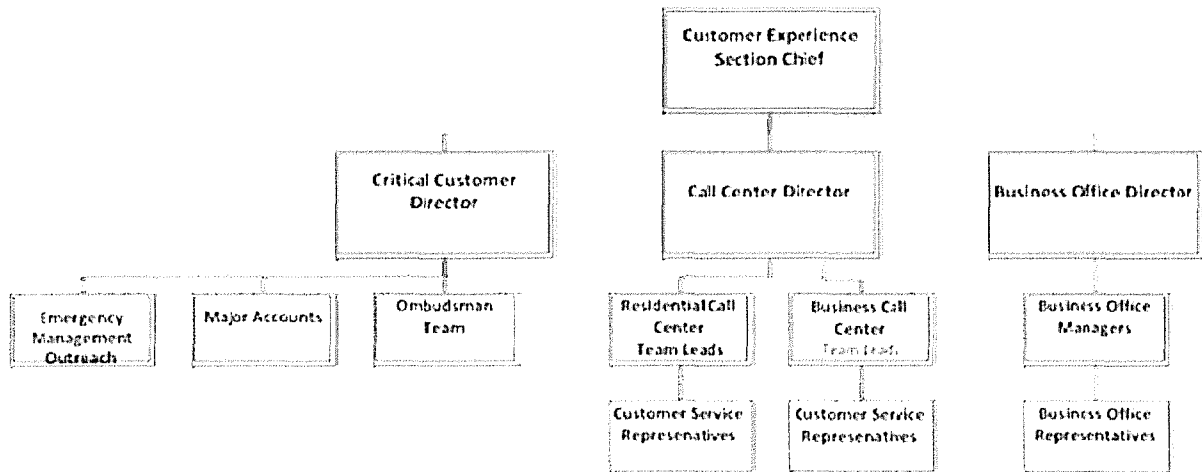 Customer Experience
Section Chief
Critical Customer
Director
Call Center Director
Business Office Director
Emergency
Management
Outreach
Major Accounts
Ombudsman
Team
Residential Call
Center
Team Leads
Business Call
Center
Team Leads
Business Office
Managers
Customer Service
Represenatives
Customer Service
Represenatives
Business Office
Representatives